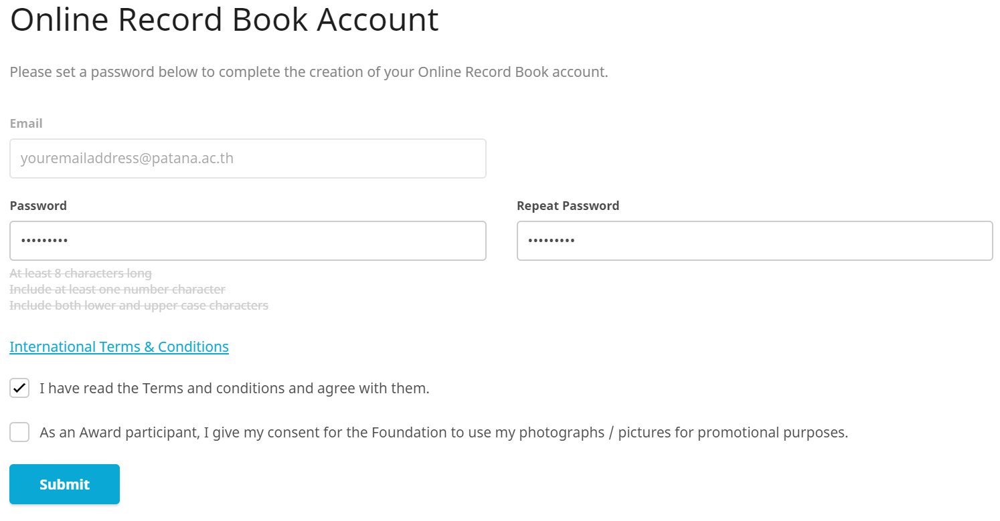 Online Record Book Account
Please set a password below to complete the creation of your Online Record Book account.
Email
youremailaddress@patana.ac.th
Password
Repeat Password
•••••••••
•••••••••
At least 8 characters long
Include at least one number character
Include both lower and upper case characters
International Terms & Conditions
I have read the Terms and conditions and agree with them.
As an Award participant, I give my consent for the Foundation to use my photographs / pictures for promotional purposes.
Submit